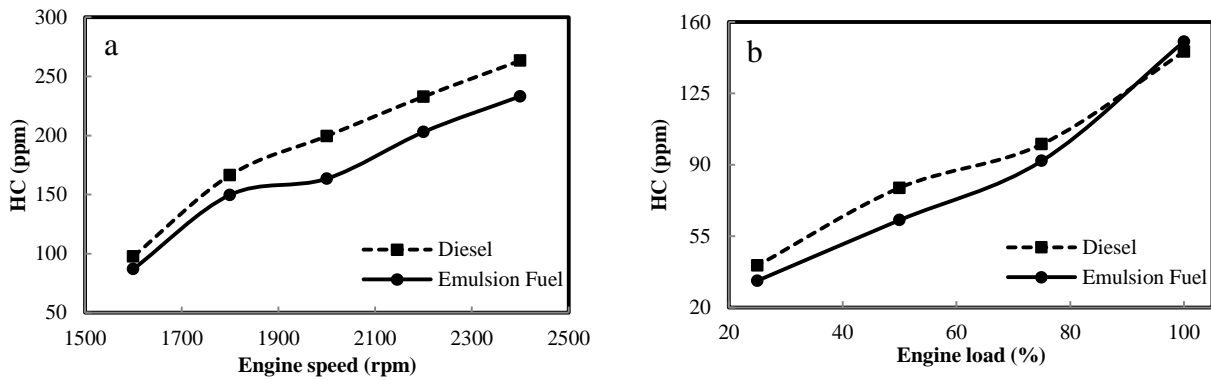 a
300
250
200
150
100
50
HC (ppm)
Diesel
Emulsion Fuel
1500 1700 1900 2100 2300 2500
Engine speed (rpm)
b
160
125
90
55
20
HC (ppm)
Diesel
Emulsion Fuel
20 40 60 80 100
Engine load (%)